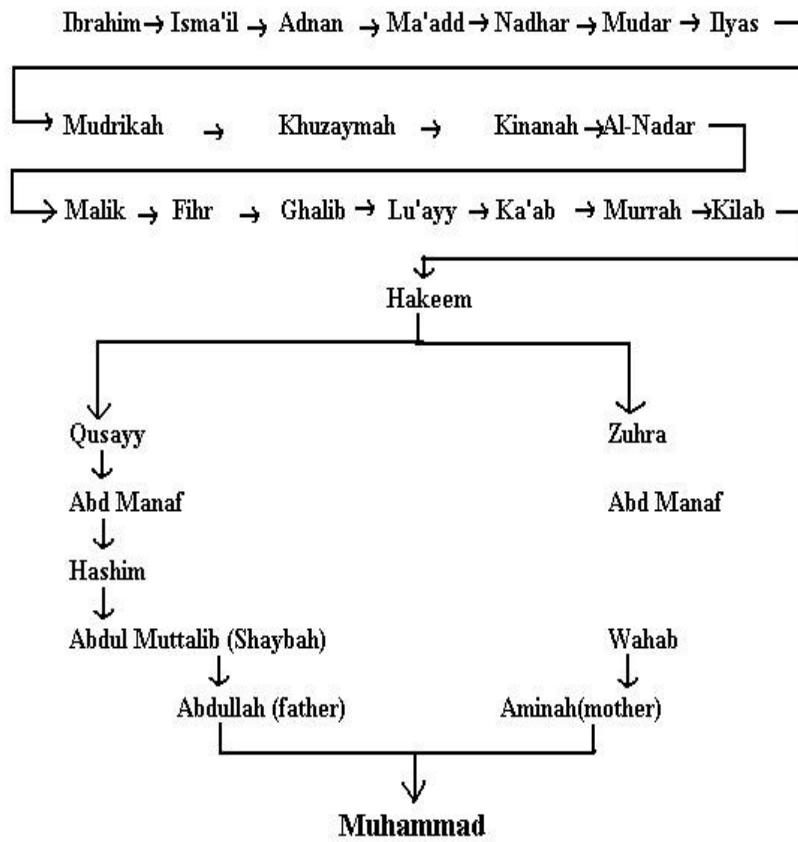 Ibrahim → Isma'il → Adnan → Ma'add → Nadhar → Mudar → Ilyas
Mudrikah → Khuzaymah → Kinanah → Al-Nadar
Malik → Fihr → Ghalib → Lu'ayy → Ka'ab → Murrah → Kilab
Hakeem
Qusayy Zuhra
Abd Manaf Abd Manaf
Hashim
Abdul Muttalib (Shaybah) Wahab
Abdullah (father) Aminah(mother)
Muhammad